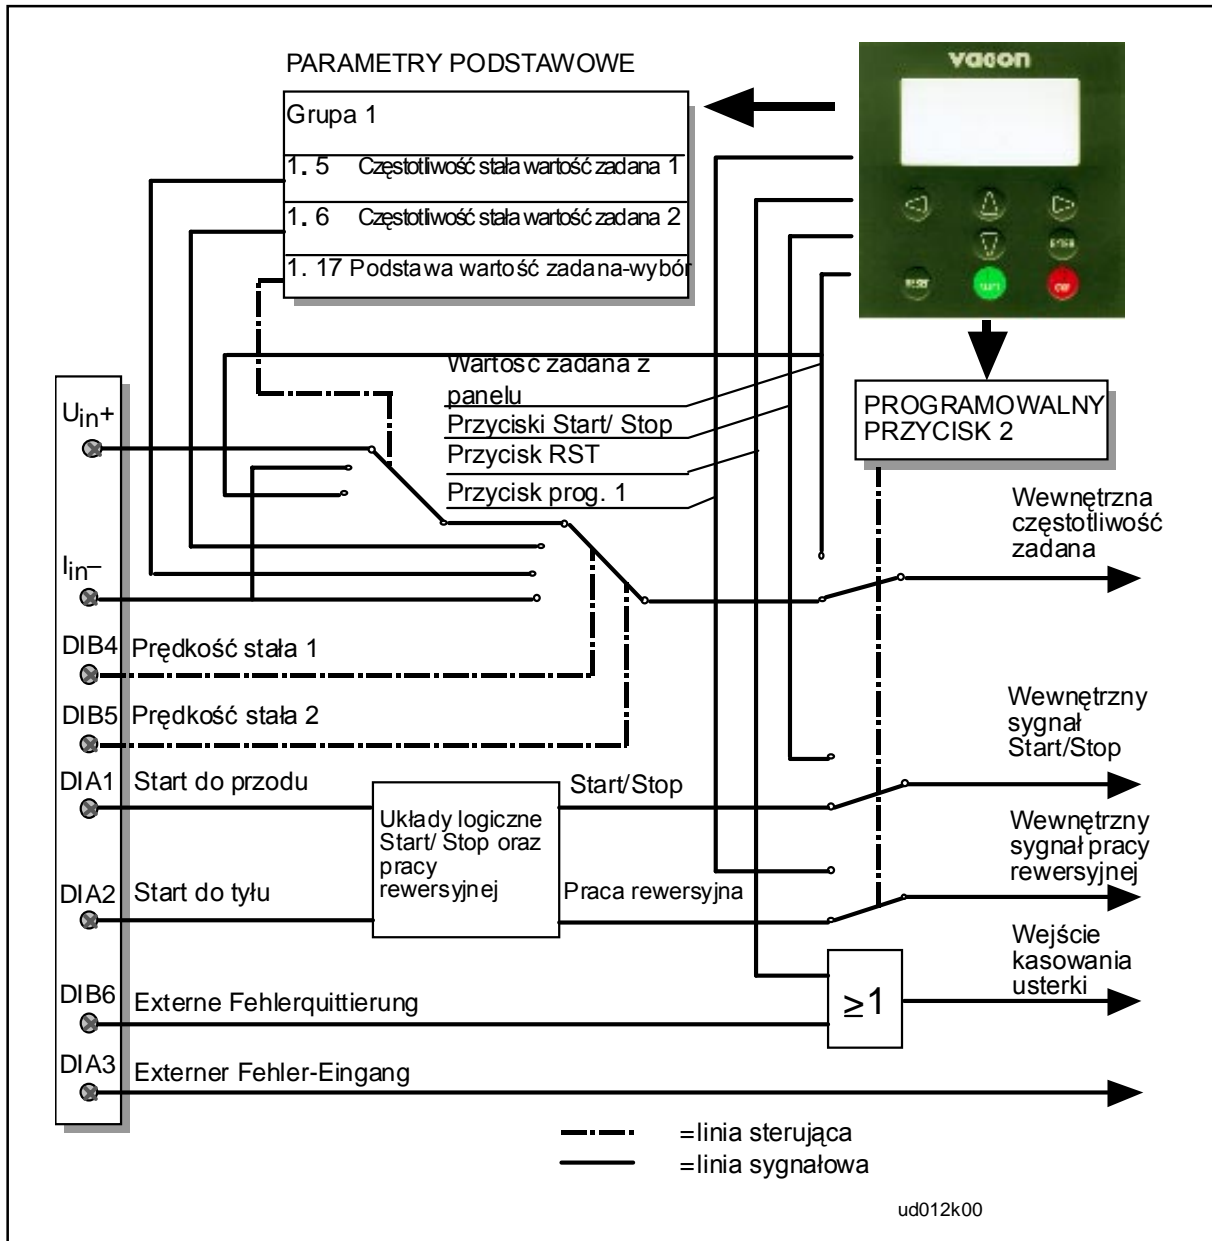 PARAMETRY PODSTAWOWE
vacon
Grupa 1
1. 5 Częstotliwość stała wartość zadana 1
1. 6 Częstotliwość stała wartość zadana 2
1. 17 Podstawa wartość zadana-wybór
RESET
Wartość zadana z
panelu
Przyciski Start/ Stop
Przycisk RST
Przycisk prog. 1
PROGRAMOWALNY
PRZYCISK 2
Uin+
Iin–
Wewnętrzna
częstotliwość
zadana
DIB4 Prędkość stała 1
DIB5 Prędkość stała 2
Wewnętrzny
sygnał
Start/Stop
DIA1 Start do przodu
Start/Stop
Układy logiczne
Start/ Stop oraz
pracy
rewersyjnej
Wewnętrzny
sygnał pracy
rewersyjnej
DIA2 Start do tyłu
Praca rewersyjna
Wejście
kasowania
usterki
DIB6 Externe Fehlerquittierung
≥1
DIA3 Externer Fehler-Eingang
=linia sterująca
=linia sygnałowa
ud012k00